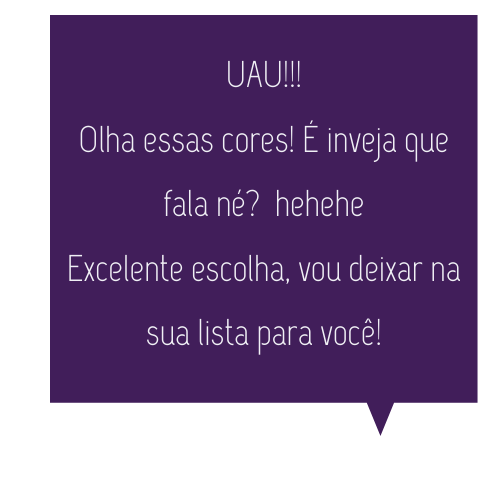 UAU!!!
Olha essas cores! É inveja que
fala né? hehehe
Excelente escolha, vou deixar na
sua lista para você!